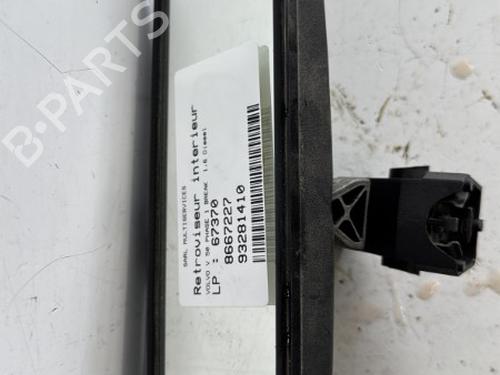 SARL MULTISERVICES
Retroviseur interieur
VOLVO V 50 PHASE 1 BREAK 1.6 Diesel
LP : 67370
8667227
93281410
B-PARTS